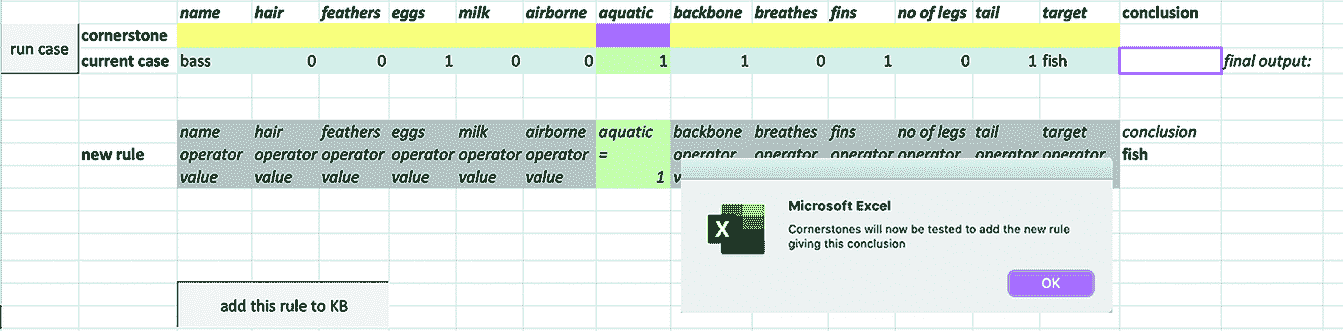 name hair feathers eggs milk airborne aquatic backbone breathes fins no of legs tail target conclusion
run case
cornerstone
current case bass 0 0 1 0 0 1 1 0 1 0 1 fish final output:
name hair feathers eggs milk airborne aquatic backbone breathes fins no of legs tail target conclusion
new rule operator operator operator operator operator operator = operator operator operator operator operator operator fish
value value value value value value 1
Microsoft Excel
Cornerstones will now be tested to add the new rule
giving this conclusion
OK
add this rule to KB